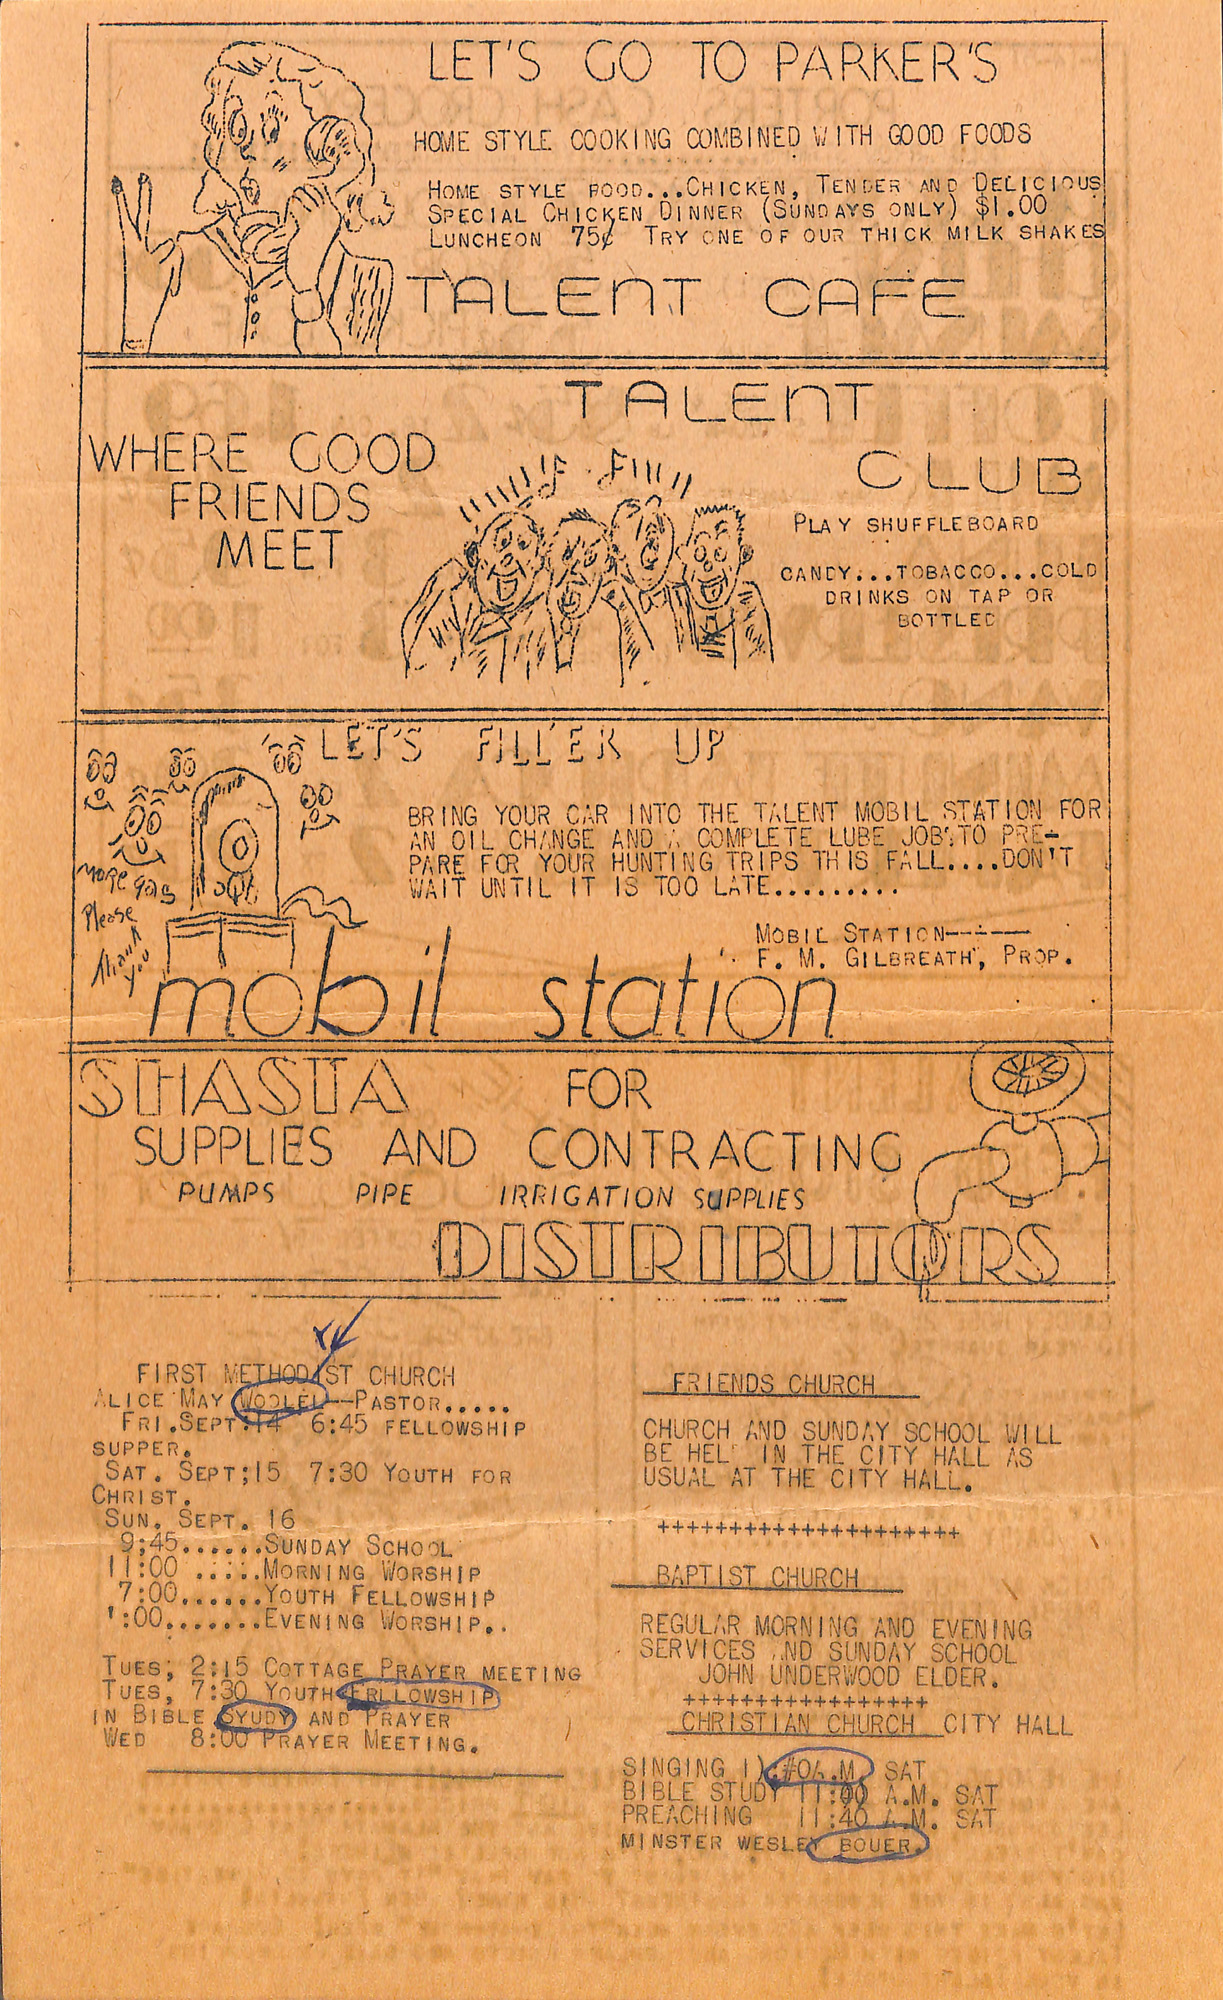 LET'S GO TO PARKER'S
HOME STYLE COOKING COMBINED WITH GOOD FOODS
HOME STYLE FOOD...CHICKEN, TENDER AND DELICIOUS
SPECIAL CHICKEN DINNER (SUNDAYS ONLY) $1.00
LUNCHEON 75¢ TRY ONE OF OUR THICK MILK SHAKES
TALENT CAFE
TALENT
CLUB
WHERE GOOD
FRIENDS
MEET
PLAY SHUFFLEBOARD
CANDY...TOBACCO...COLD
DRINKS ON TAP OR
BOTTLED
LET'S FILL'ER UP
More gas
Please
Thank
you
BRING YOUR CAR INTO THE TALENT MOBIL STATION FOR
AN OIL CHANGE AND A COMPLETE LUBE JOB TO PRE-
PARE FOR YOUR HUNTING TRIPS THIS FALL....DON'T
WAIT UNTIL IT IS TOO LATE.........
MOBIL STATION-----
F. M. GILBREATH, PROP.
mobil station
SHASTA FOR
SUPPLIES AND CONTRACTING
PUMPS PIPE IRRIGATION SUPPLIES
DISTRIBUTORS
FIRST METHODIST CHURCH
ALICE MAY WOOLEL--PASTOR.....
FRI.SEPT.14 6:45 FELLOWSHIP
SUPPER.
SAT. SEPT;15 7:30 YOUTH FOR
CHRIST.
SUN. SEPT. 16
9;45......SUNDAY SCHOOL
11:00 .....MORNING WORSHIP
7:00......YOUTH FELLOWSHIP
:00.......EVENING WORSHIP..
TUES; 2:15 COTTAGE PRAYER MEETING
TUES, 7:30 YOUTH FRLLOWSHIP
IN BIBLE SYUDY AND PRAYER
WED 8:00 PRAYER MEETING.
FRIENDS CHURCH
CHURCH AND SUNDAY SCHOOL WILL
BE HEL IN THE CITY HALL AS
USUAL AT THE CITY HALL.
+++++++++++++++++++++
BAPTIST CHURCH
REGULAR MORNING AND EVENING
SERVICES AND SUNDAY SCHOOL
JOHN UNDERWOOD ELDER.
+++++++++++++++++
CHRISTIAN CHURCH CITY HALL
SINGING 1).#0A.M. SAT
BIBLE STUDY 11:00 A.M. SAT
PREACHING 11:40 A.M. SAT
MINSTER WESLEY BOUER.